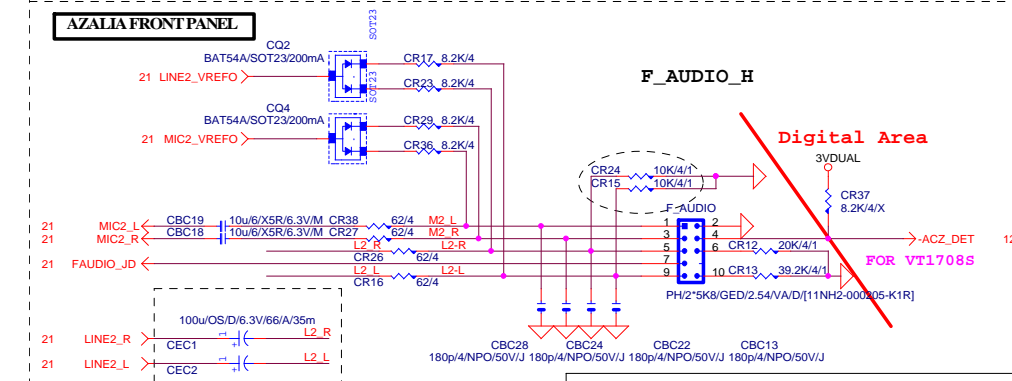 AZALIA FRONT PANEL
SOT23
CQ2
BAT54A/SOT23/200mA
CR17 8.2K/4
21 LINE2_VREFO
SOT23
CR23 8.2K/4
F_AUDIO_H
CQ4
BAT54A/SOT23/200mA
CR29 8.2K/4
21 MIC2_VREFO
CR36 8.2K/4
Digital Area
3VDUAL
CR24 10K/4/1
CR15 10K/4/1
CR37
8.2K/4/X
F_AUDIO
21 MIC2_L CBC19 10u/6/X5R/6.3V/M CR38 62/4 M2_L 1 2
21 MIC2_R CBC18 10u/6/X5R/6.3V/M CR27 62/4 M2_R 3 4 -ACZ_DET 12
L2_R L2-R 5 6 CR12 20K/4/1
CR26 62/4
FOR VT1708S
21 FAUDIO_JD 7
L2_L L2-L 9 10 CR13 39.2K/4/1
CR16 62/4
PH/2*5K8/GED/2.54/VA/D/[11NH2-000205-K1R]
100u/OS/D/6.3V/66/A/35m
21 LINE2_R 1 + L2_R
CEC1
CBC28 CBC24 CBC22 CBC13
180p/4/NPO/50V/J 180p/4/NPO/50V/J 180p/4/NPO/50V/J 180p/4/NPO/50V/J
21 LINE2_L 1 + L2_L
CEC2